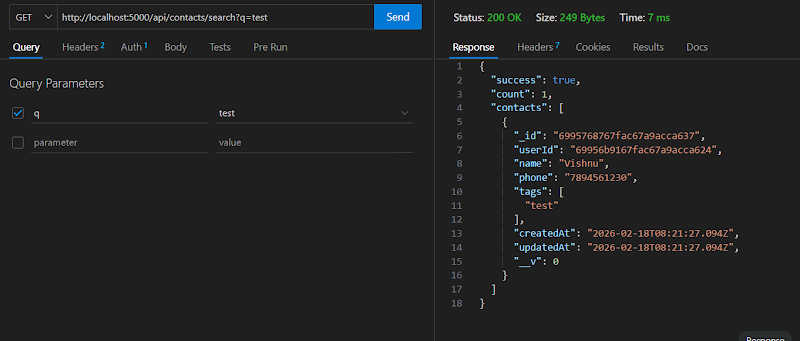 GET http://localhost:5000/api/contacts/search?q=test Send
Query Headers 2 Auth 1 Body Tests Pre Run
Query Parameters
q test
parameter value
Status: 200 OK Size: 249 Bytes Time: 7 ms
Response Headers 7 Cookies Results Docs
1 {
2 "success": true,
3 "count": 1,
4 "contacts": [
5 {
6 "_id": "6995768767fac67a9acca637",
7 "userId": "69956b9167fac67a9acca624",
8 "name": "Vishnu",
9 "phone": "7894561230",
10 "tags": [
11 "test"
12 ],
13 "createdAt": "2026-02-18T08:21:27.094Z",
14 "updatedAt": "2026-02-18T08:21:27.094Z",
15 "__v": 0
16 }
17 ]
18 }
Response